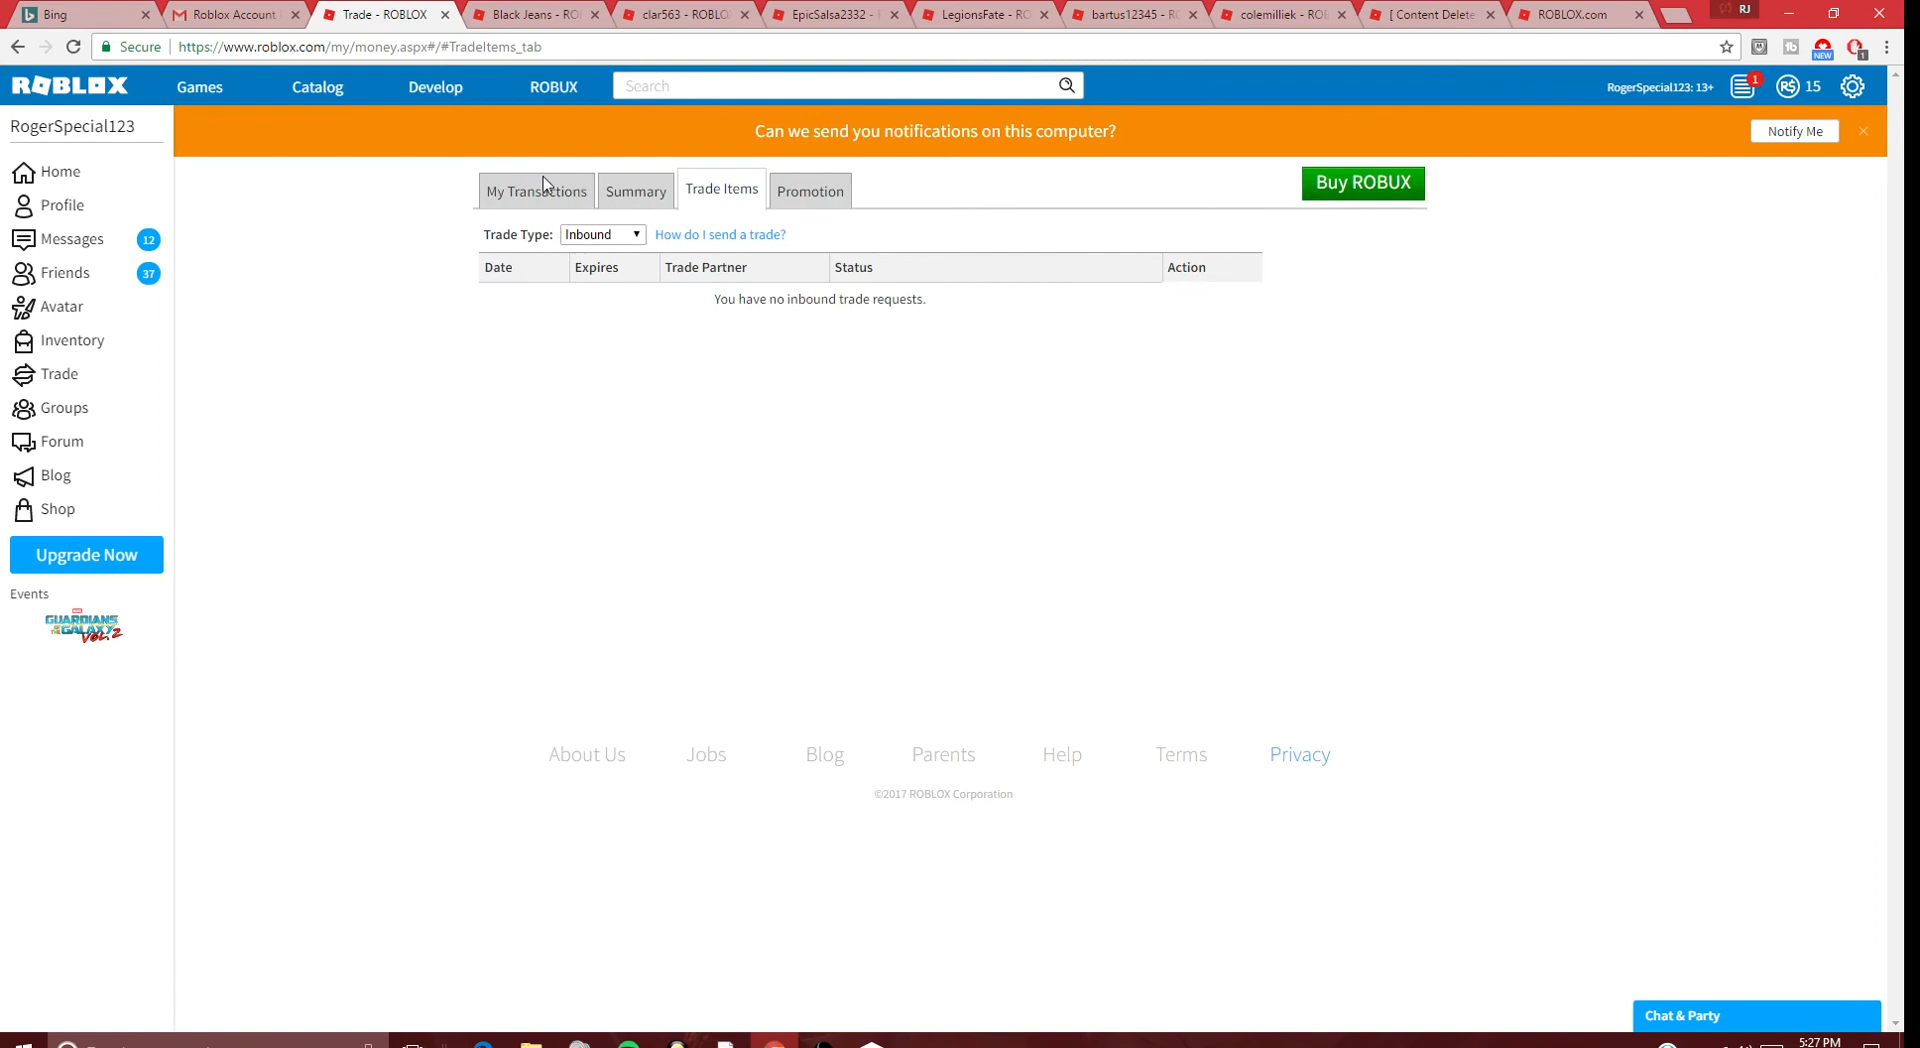 Bing
Roblox Account
Trade - ROBLOX
Black Jeans - RO
clar563 - ROBLO
EpicSalsa2332 -
LegionsFate - RO
bartus12345 - RO
colemilliek - ROB
[ Content Delete
ROBLOX.com
RJ
Secure
https://www.roblox.com/my/money.aspx#/#TradeItems_tab
NEW
1
ROBLOX
Games
Catalog
Develop
ROBUX
Search
RogerSpecial123: 13+
1
R$ 15
RogerSpecial123
Can we send you notifications on this computer?
Notify Me
Home
Profile
Messages 12
Friends 37
Avatar
Inventory
Trade
Groups
Forum
Blog
Shop
Upgrade Now
Events
GUARDIANS
OF THE GALAXY
VOL. 2
My Transactions
Summary
Trade Items
Promotion
Buy ROBUX
Trade Type: Inbound How do I send a trade?
Date Expires Trade Partner Status Action
You have no inbound trade requests.
About Us Jobs Blog Parents Help Terms Privacy
©2017 ROBLOX Corporation
Chat & Party
5:27 PM